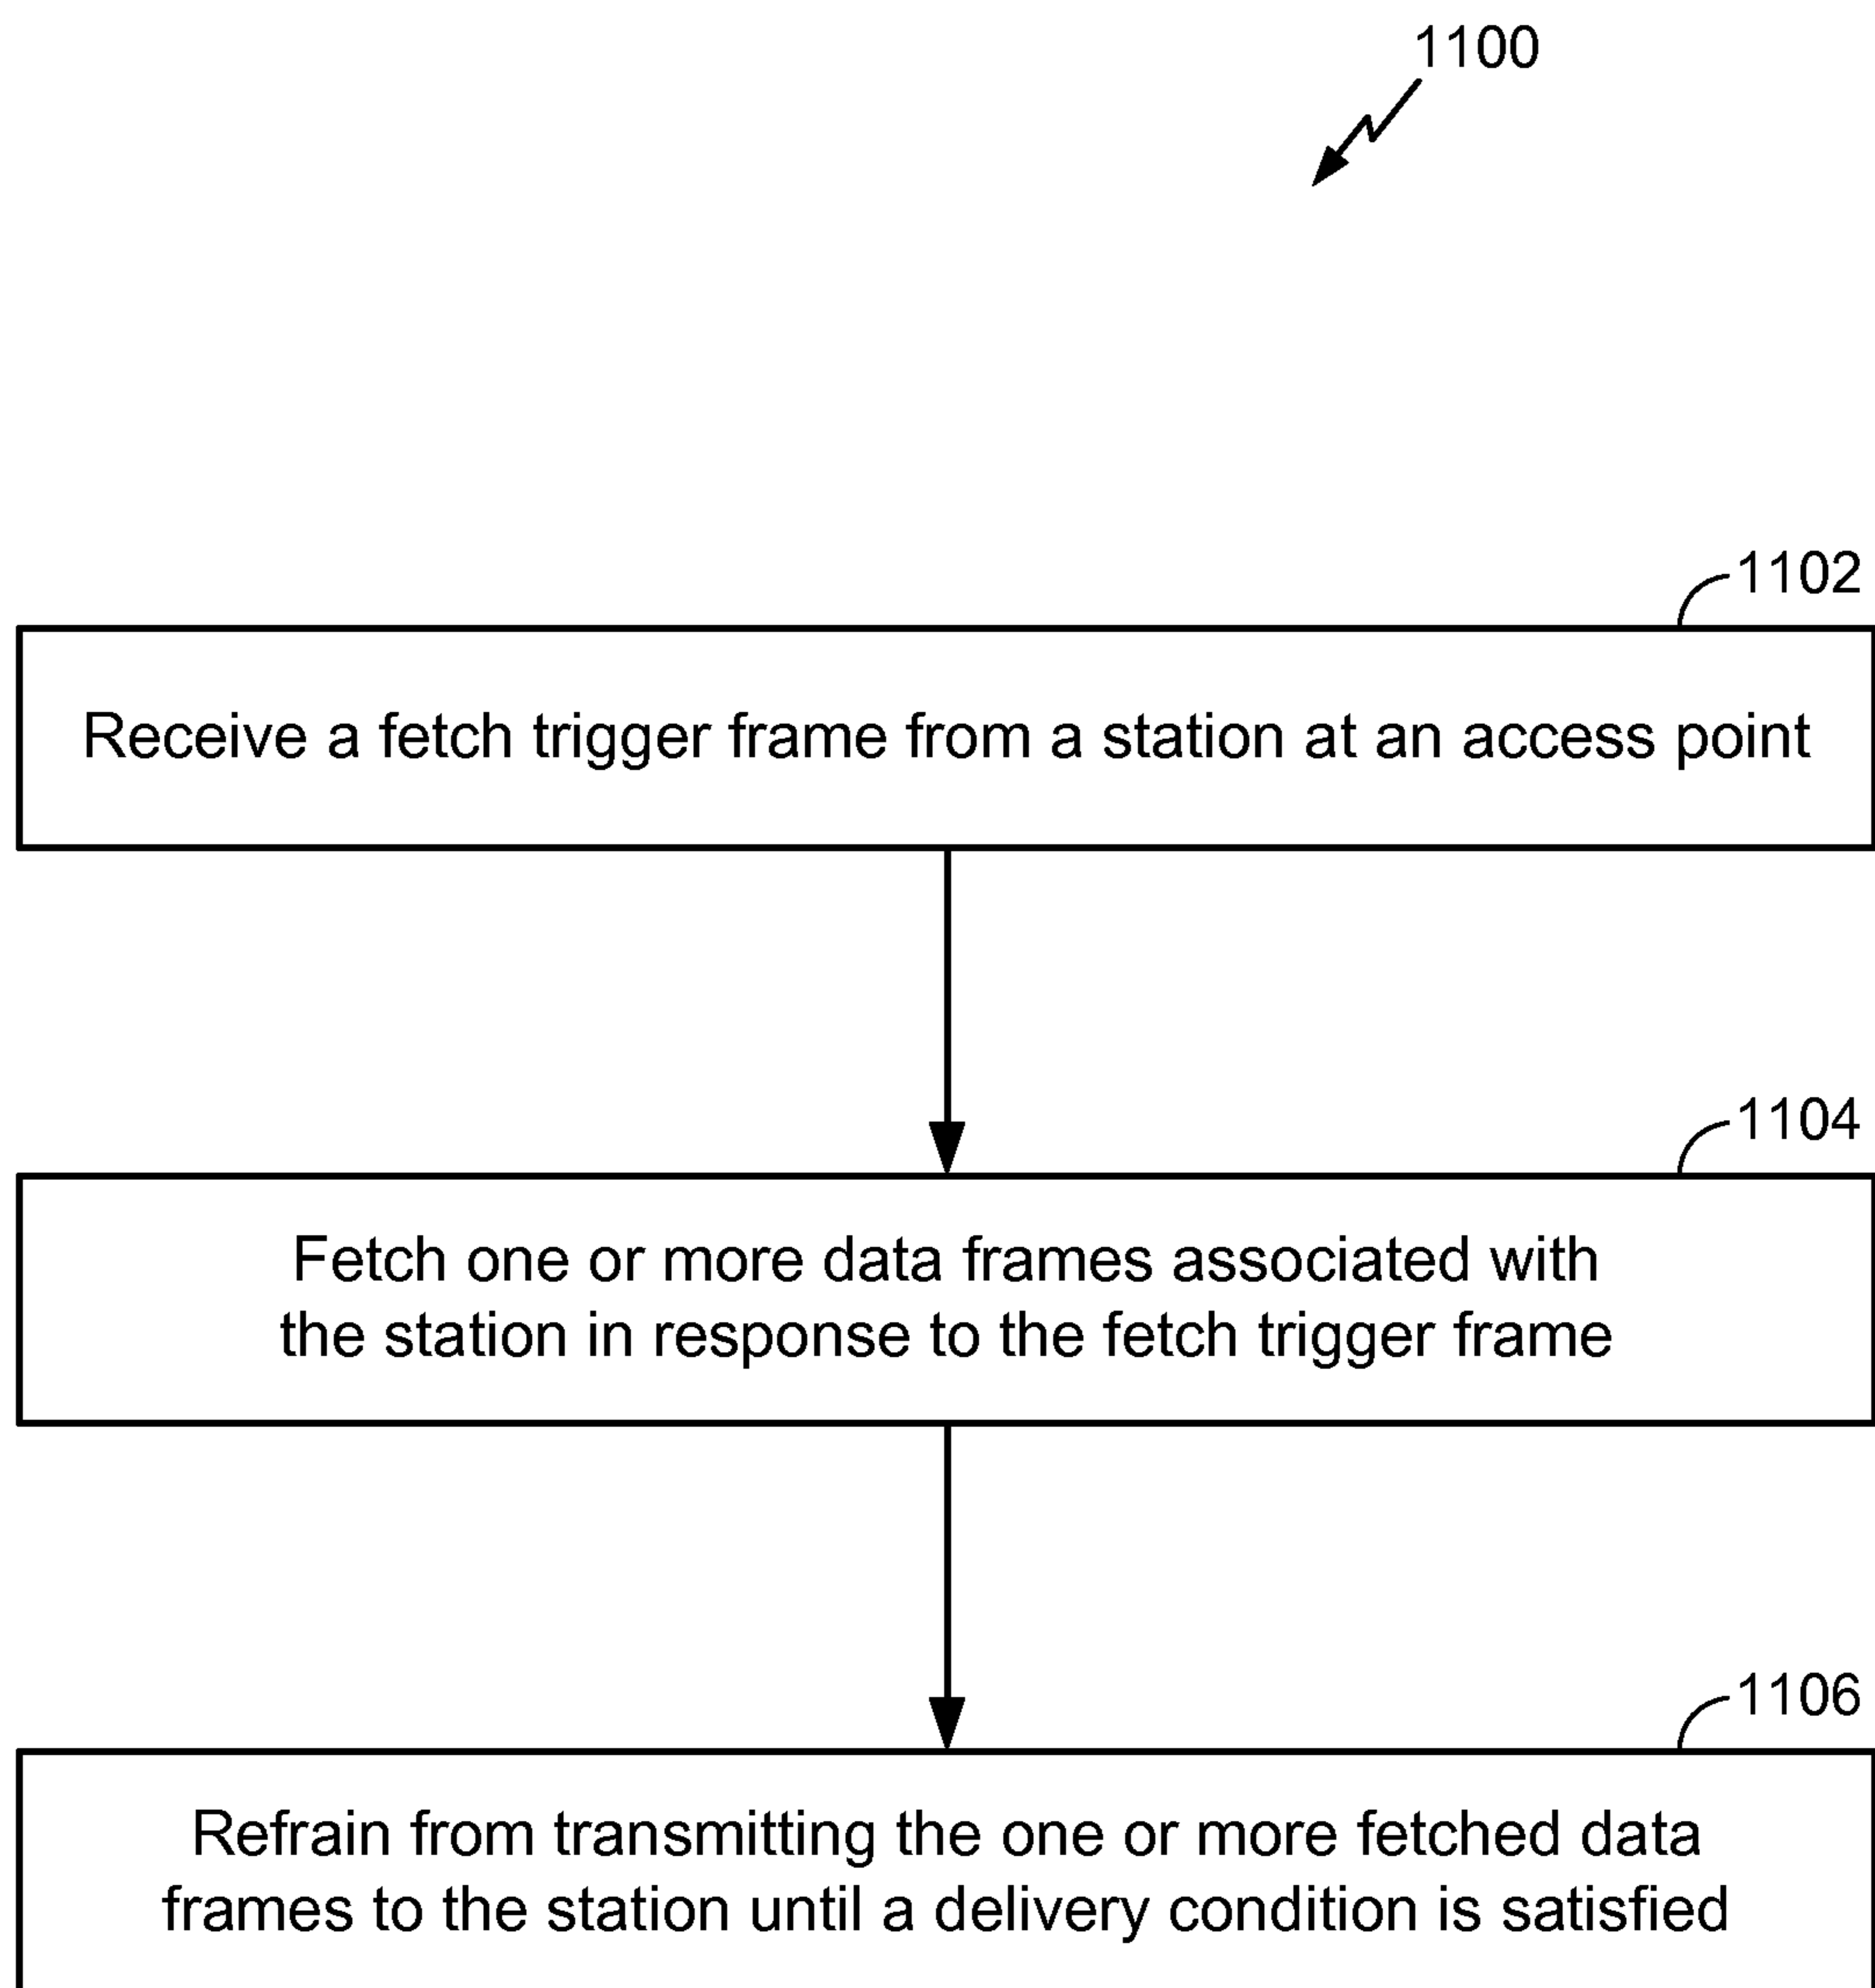 1100
1102
Receive a fetch trigger frame from a station at an access point
1104
Fetch one or more data frames associated with
the station in response to the fetch trigger frame
1106
Refrain from transmitting the one or more fetched data
frames to the station until a delivery condition is satisfied